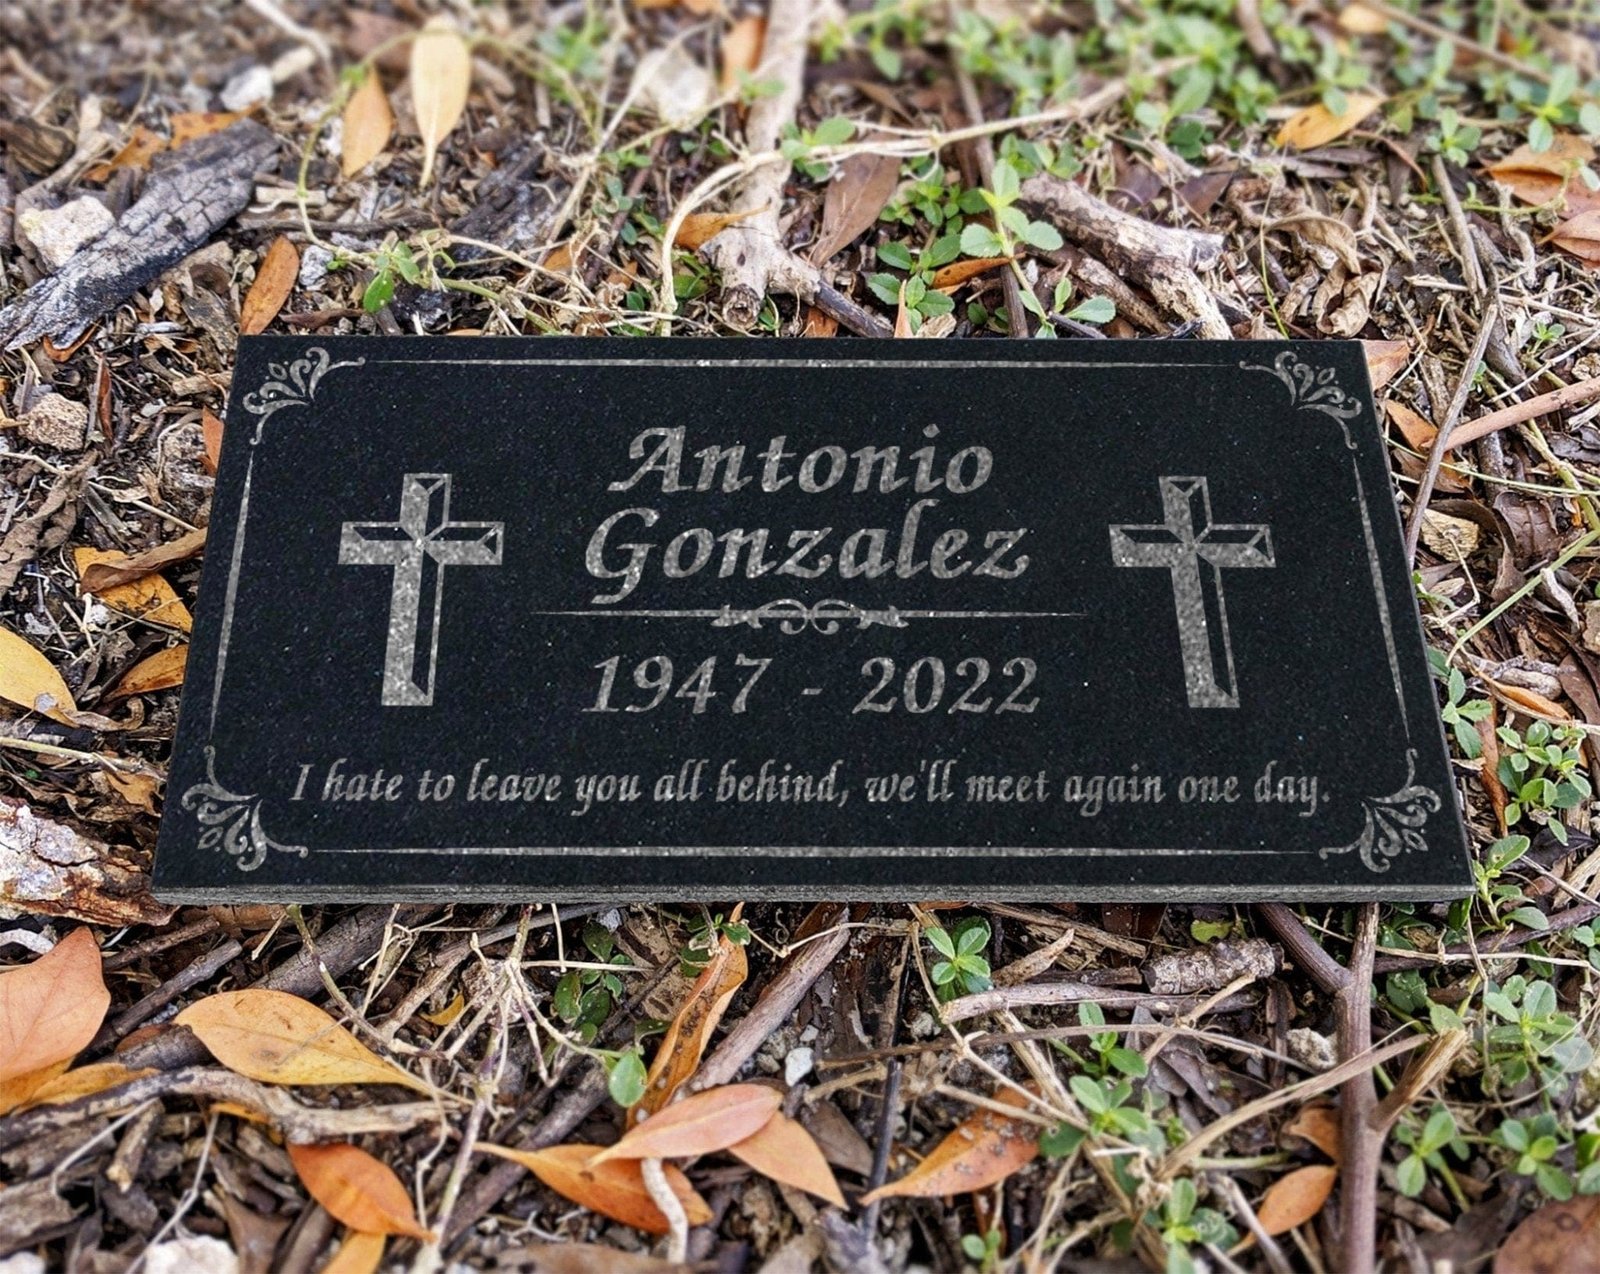 Antonio
Gonzalez
1947 - 2022
I hate to leave you all behind, we'll meet again one day.